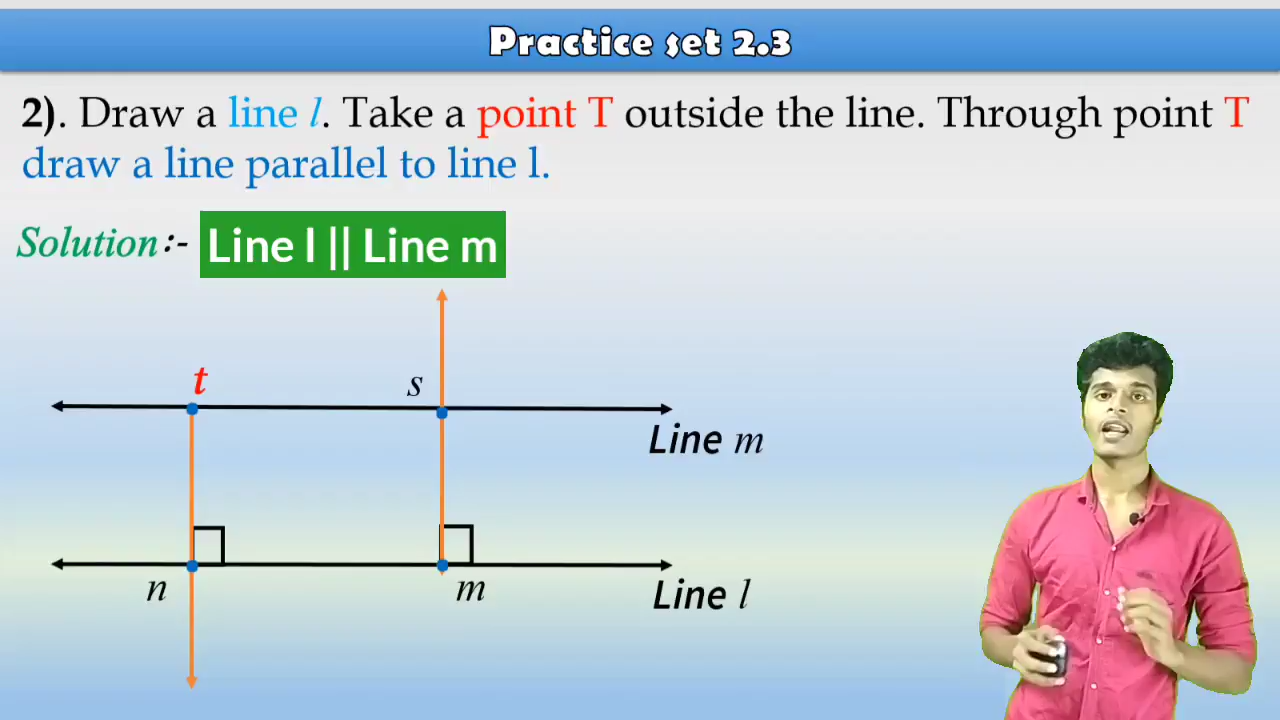 Practice set 2.3
2). Draw a line l. Take a point T outside the line. Through point T
draw a line parallel to line l.
Solution :- Line l || Line m
t
s
Line m
n
m
Line l